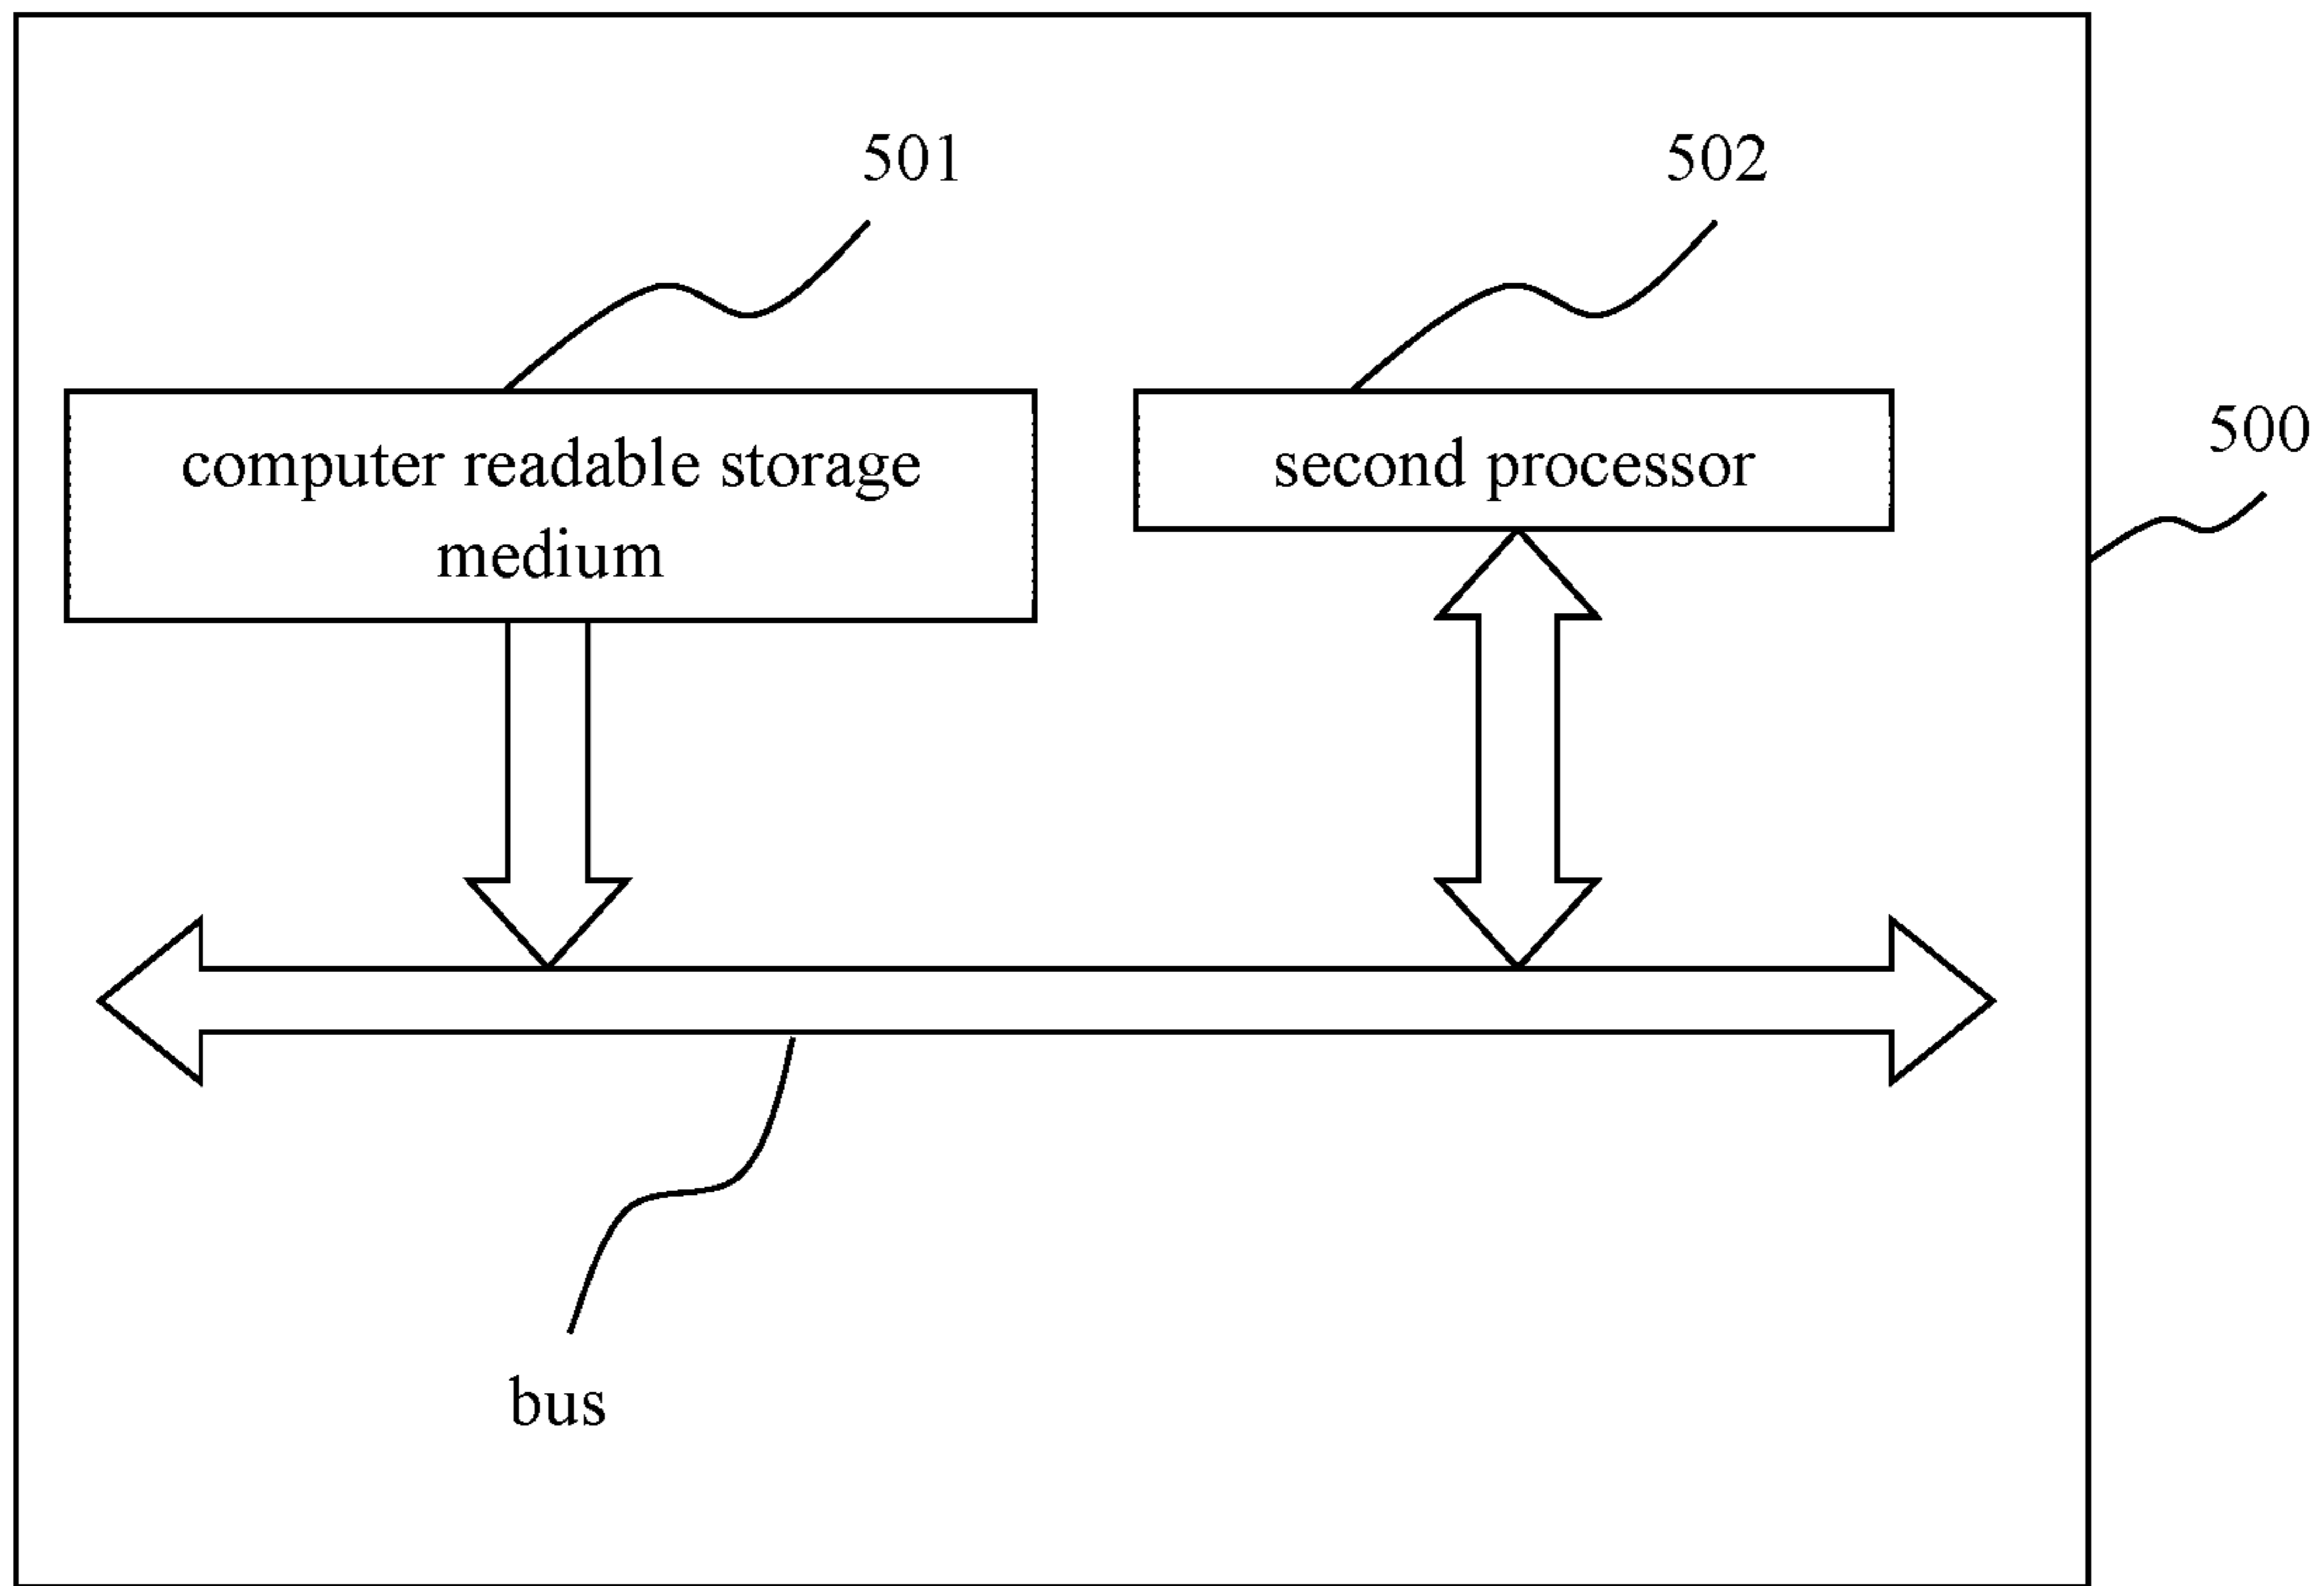 501
502
500
computer readable storage
medium
second processor
bus